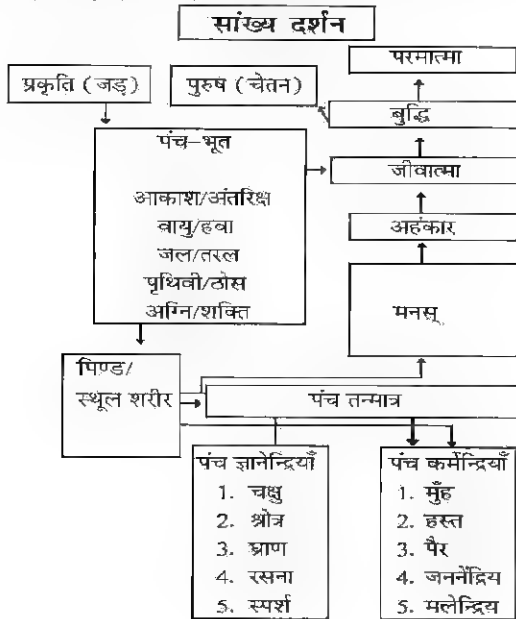 सांख्य दर्शन
परमात्मा
प्रकृति (जड़)
पुरुष (चेतन)
बुद्धि
पंच-भूत
जीवात्मा
आकाश/अंतरिक्ष
वायु/हवा
जल/तरल
पृथिवी/ठोस
अग्नि/शक्ति
अहंकार
मनस्
पिण्ड/
स्थूल शरीर
पंच तन्मात्र
पंच ज्ञानेन्द्रियाँ
1. चक्षु
2. श्रोत्र
3. घ्राण
4. रसना
5. स्पर्श
पंच कर्मेन्द्रियाँ
1. मुँह
2. हस्त
3. पैर
4. जननेंद्रिय
5. मलेन्द्रिय